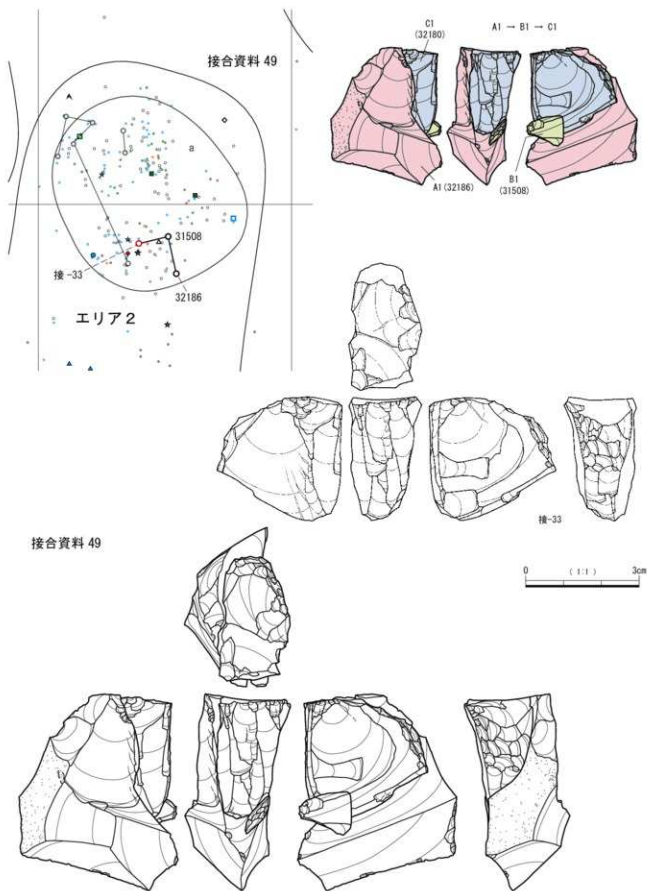 接合資料 49
a
31508
接-33
32186
エリア2
C1
(32180)
A1 → B1 → C1
A1(32186)
B1
(31508)
接-33
接合資料 49
0 (1:1) 3cm